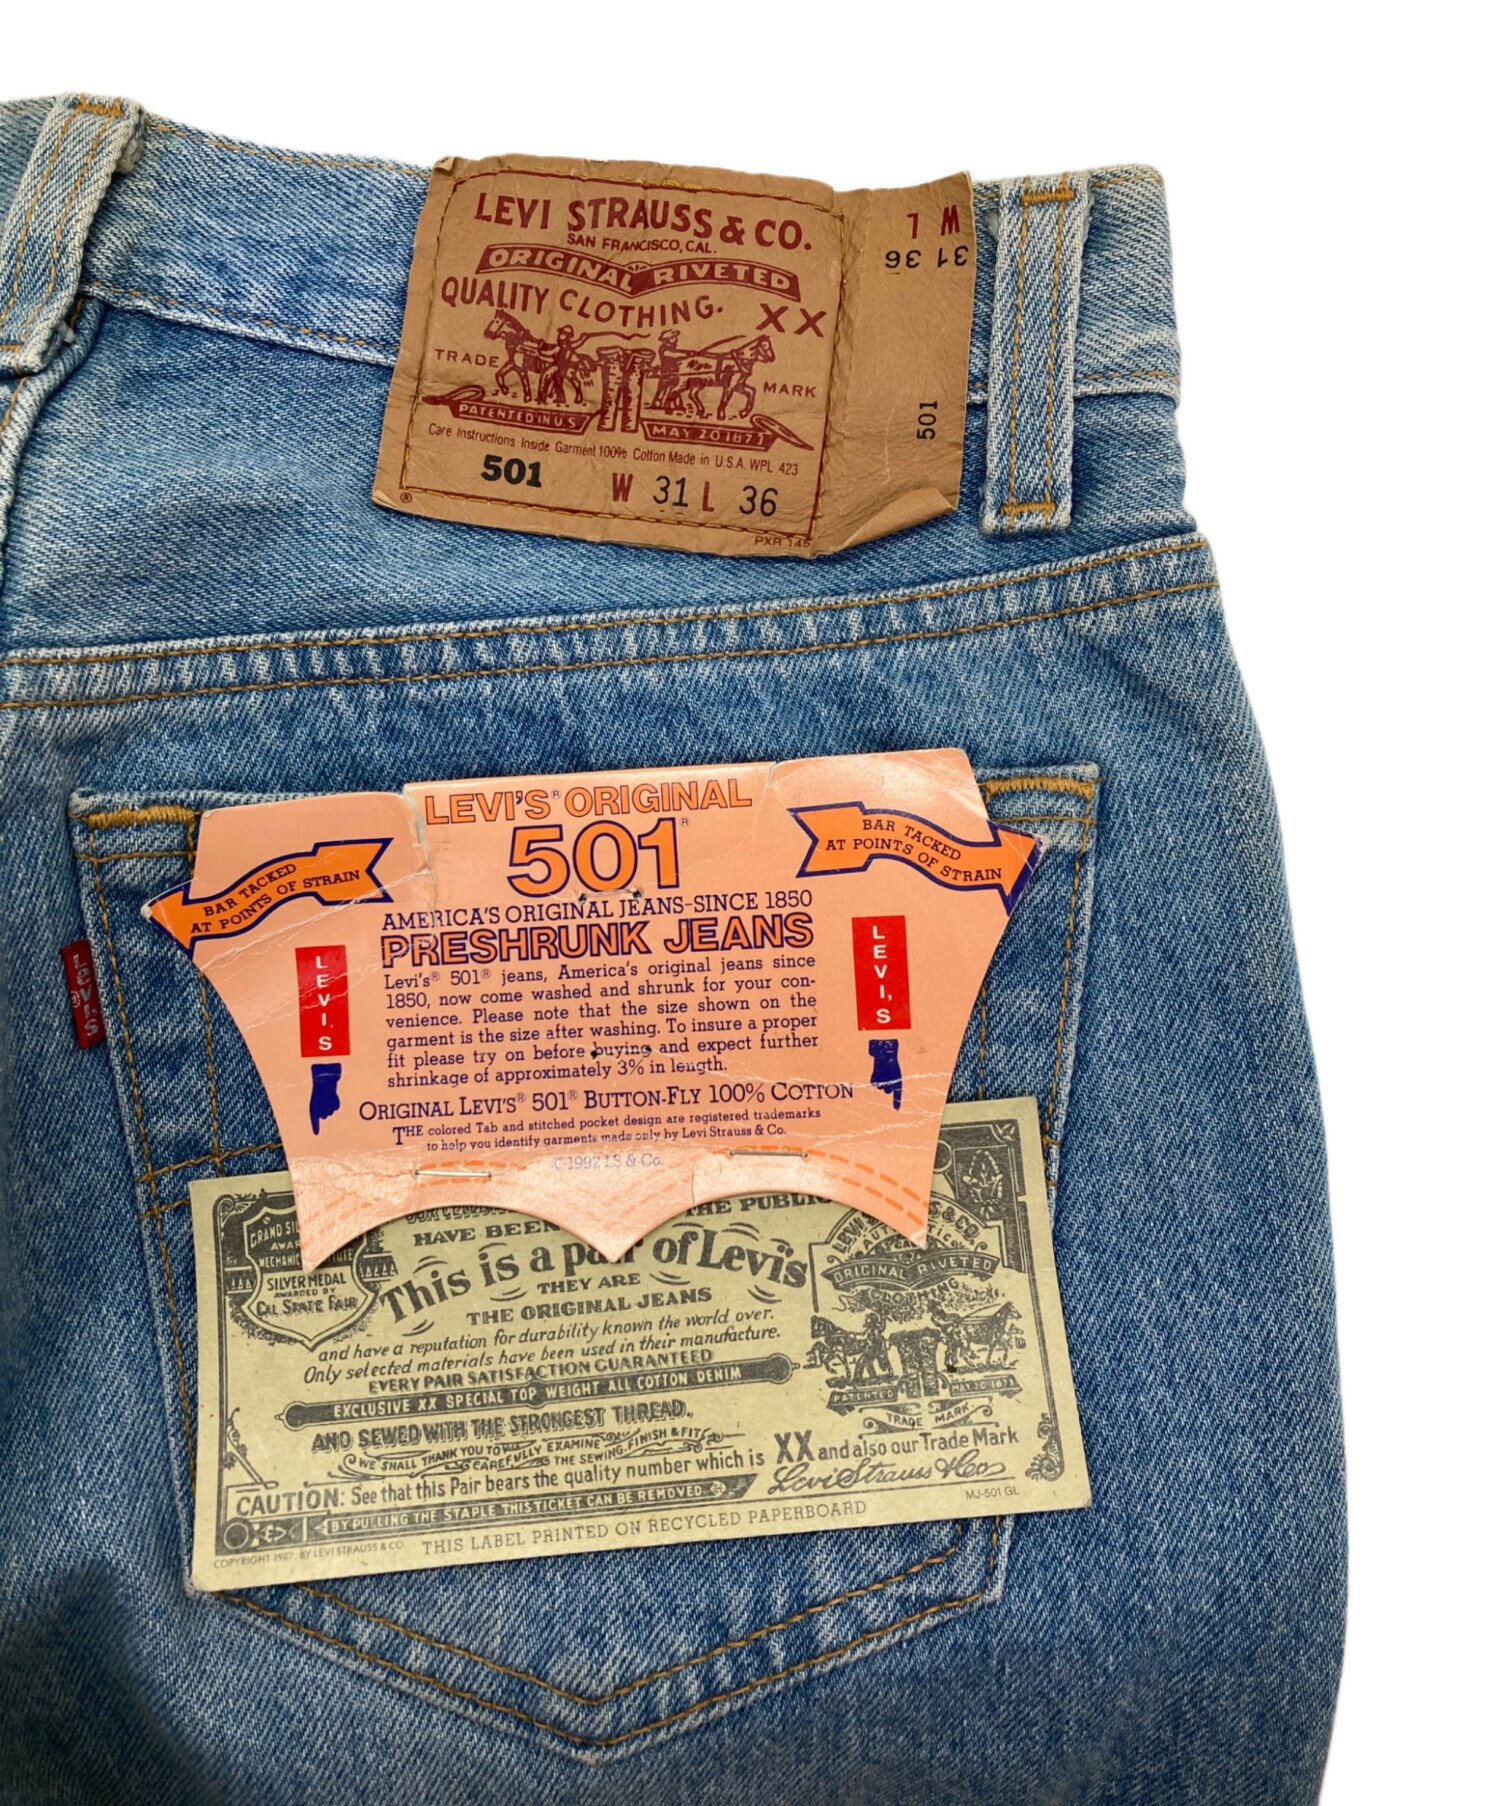 LEVI STRAUSS & CO.
SAN FRANCISCO, CAL.
ORIGINAL RIVETED
QUALITY CLOTHING. XX
TRADE MARK
PATENTED IN U.S. MAY 20 1873
Care Instructions Inside Garment 100% Cotton Made in U.S.A. WPL 423
501 W 31 L 36
®
PXR 145
W L
31 36
501
LEVI'S® ORIGINAL
501®
AMERICA'S ORIGINAL JEANS-SINCE 1850
PRESHRUNK JEANS
Levi's® 501® jeans, America's original jeans since
1850, now come washed and shrunk for your con-
venience. Please note that the size shown on the
garment is the size after washing. To insure a proper
fit please try on before buying and expect further
shrinkage of approximately 3% in length.
ORIGINAL LEVI'S® 501® BUTTON-FLY 100% COTTON
THE colored Tab and stitched pocket design are registered trademarks
to help you identify garments made only by Levi Strauss & Co.
© 1992 LS & Co.
BAR TACKED
AT POINTS OF STRAIN
BAR TACKED
AT POINTS OF STRAIN
LEVI'S
LEVI'S
LEVI'S
THE PUBLIC
HAVE BEEN
This is a pair of Levi's
THEY ARE
THE ORIGINAL JEANS
and have a reputation for durability known the world over.
Only selected materials have been used in their manufacture.
EVERY PAIR SATISFACTION GUARANTEED
EXCLUSIVE XX SPECIAL TOP WEIGHT ALL COTTON DENIM
AND SEWED WITH THE STRONGEST THREAD.
WE SHALL THANK YOU TO CAREFULLY EXAMINE THE SEWING, FINISH & FIT
CAUTION: See that this Pair bears the quality number which is XX and also our Trade Mark
Levi Strauss & Co
BY PULLING THE STAPLE THIS TICKET CAN BE REMOVED.
MJ-501 GL
COPYRIGHT 1987, BY LEVI STRAUSS & CO.
THIS LABEL PRINTED ON RECYCLED PAPERBOARD
GRAND
MECHANICS
SILVER MEDAL
AWARDED BY
CAL STATE FAIR
& CO.
ORIGINAL RIVETED
CLOTHING
PATENTED MAY 20 1873
TRADE MARK